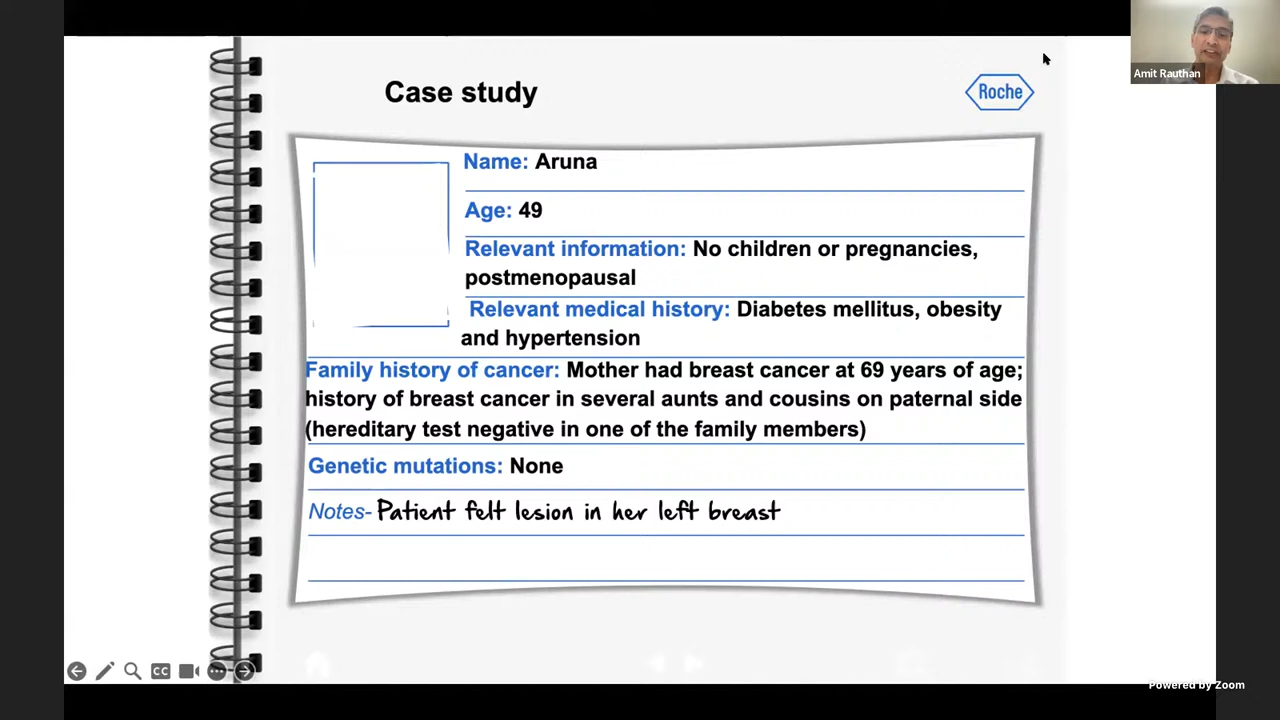 Amit Rauthan
Case study
Roche
Name: Aruna
Age: 49
Relevant information: No children or pregnancies,
postmenopausal
Relevant medical history: Diabetes mellitus, obesity
and hypertension
Family history of cancer: Mother had breast cancer at 69 years of age;
history of breast cancer in several aunts and cousins on paternal side
(hereditary test negative in one of the family members)
Genetic mutations: None
Notes- Patient felt lesion in her left breast
CC
Powered by Zoom